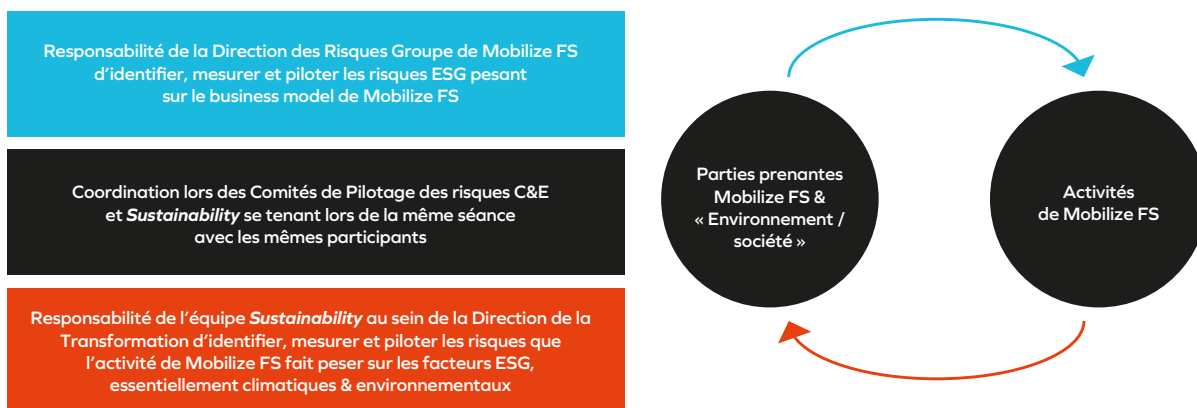 Responsabilité de la Direction des Risques Groupe de Mobilize FS
d’identifier, mesurer et piloter les risques ESG pesant
sur le business model de Mobilize FS
Coordination lors des Comités de Pilotage des risques C&E
et Sustainability se tenant lors de la même séance
avec les mêmes participants
Responsabilité de l’équipe Sustainability au sein de la Direction de la
Transformation d’identifier, mesurer et piloter les risques que
l’activité de Mobilize FS fait peser sur les facteurs ESG,
essentiellement climatiques & environnementaux
Parties prenantes
Mobilize FS &
« Environnement /
société »
Activités
de Mobilize FS